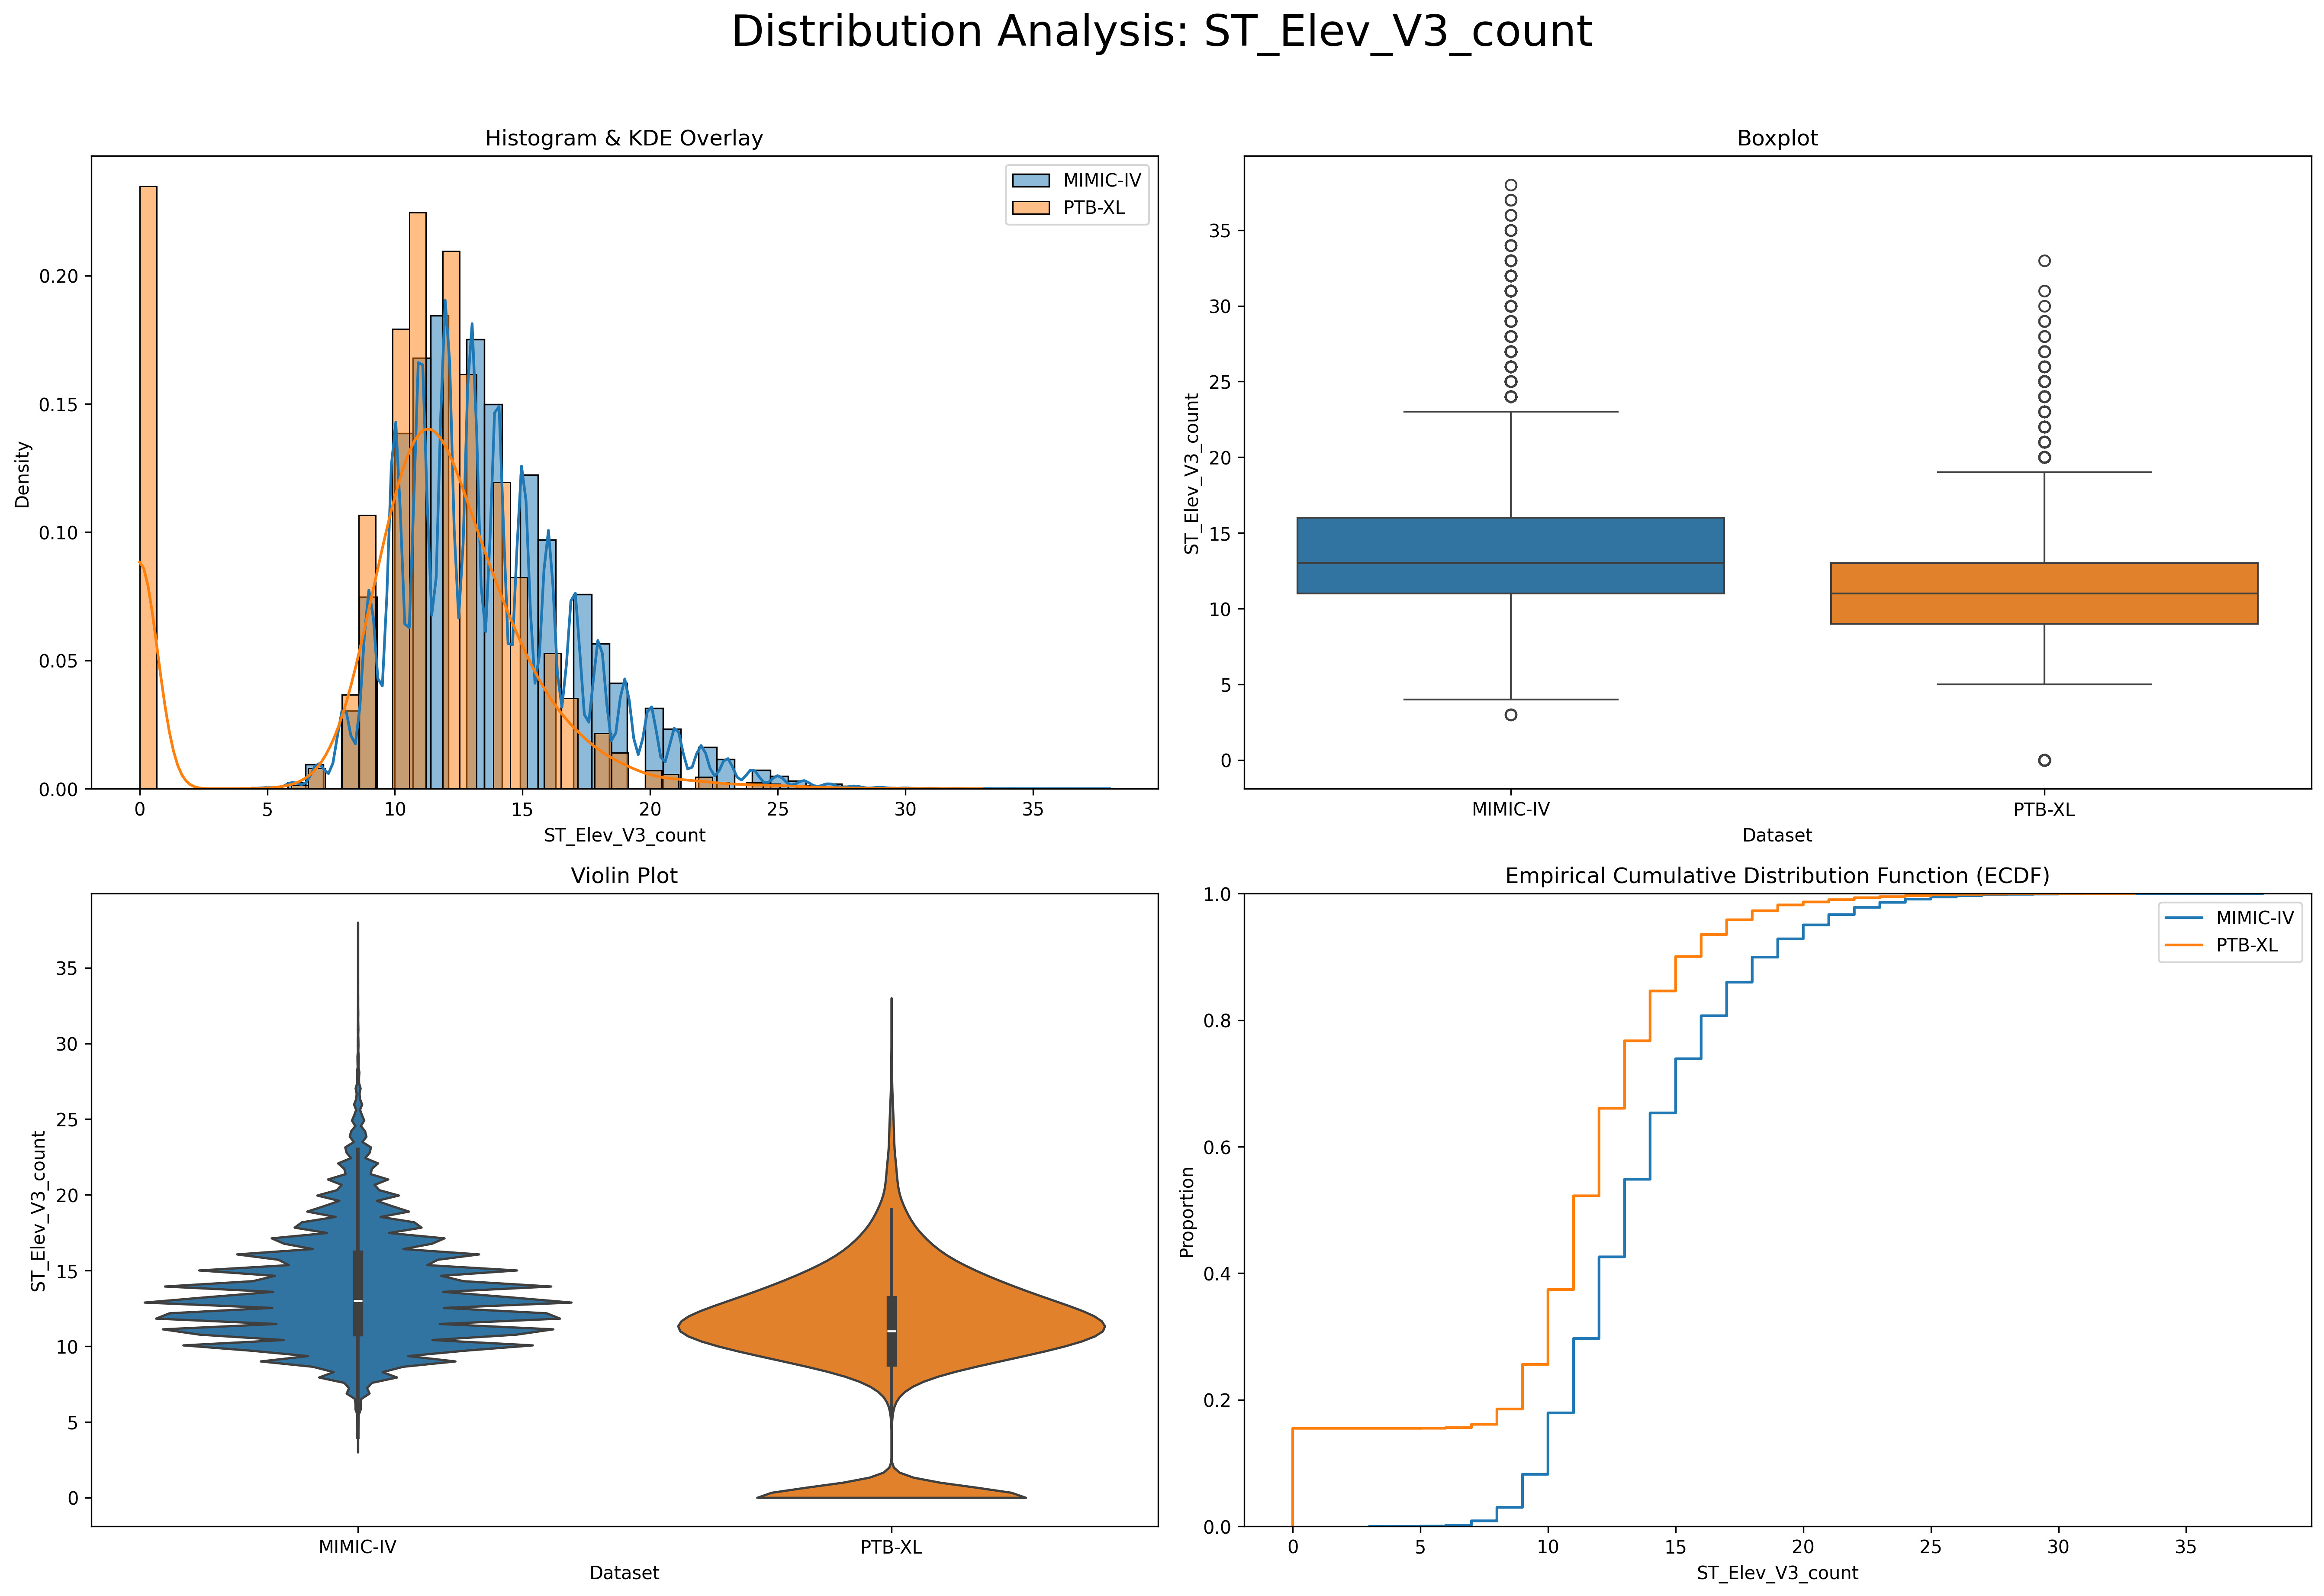 Distribution Analysis: ST_Elev_V3_count
Histogram & KDE Overlay
MIMIC-IV
PTB-XL
Density
0.20
0.15
0.10
0.05
0.00
0 5 10 15 20 25 30 35
ST_Elev_V3_count
Boxplot
ST_Elev_V3_count
35
30
25
20
15
10
5
0
MIMIC-IV PTB-XL
Dataset
Violin Plot
ST_Elev_V3_count
35
30
25
20
15
10
5
0
MIMIC-IV PTB-XL
Dataset
Empirical Cumulative Distribution Function (ECDF)
MIMIC-IV
PTB-XL
Proportion
1.0
0.8
0.6
0.4
0.2
0.0
0 5 10 15 20 25 30 35
ST_Elev_V3_count